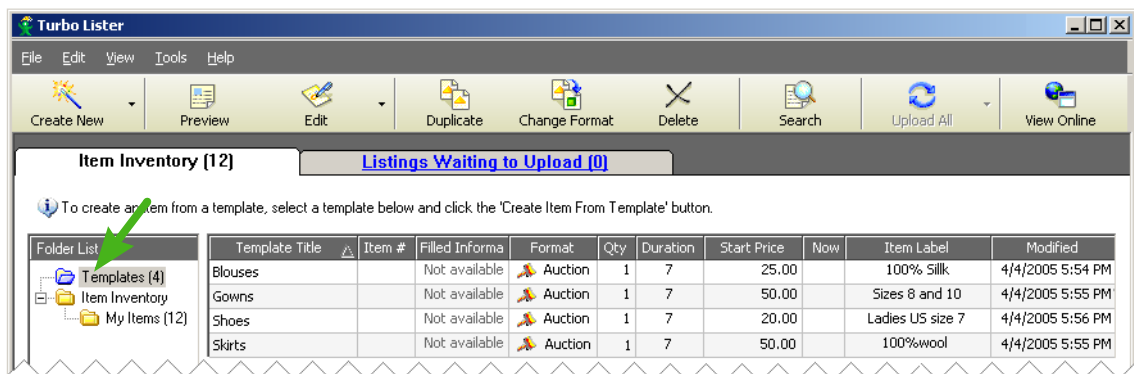 Turbo Lister
File Edit View Tools Help
Create New Preview Edit Duplicate Change Format Delete Search Upload All View Online
Item Inventory (12) Listings Waiting to Upload (0)
To create an item from a template, select a template below and click the 'Create Item From Template' button.
Folder List Template Title Item # Filled Informa Format Qty Duration Start Price Now Item Label Modified
Templates (4) Blouses Not available Auction 1 7 25.00 100% Sillk 4/4/2005 5:54 PM
Item Inventory Gowns Not available Auction 1 7 50.00 Sizes 8 and 10 4/4/2005 5:55 PM
My Items (12) Shoes Not available Auction 1 7 20.00 Ladies US size 7 4/4/2005 5:56 PM
Skirts Not available Auction 1 7 50.00 100%wool 4/4/2005 5:55 PM